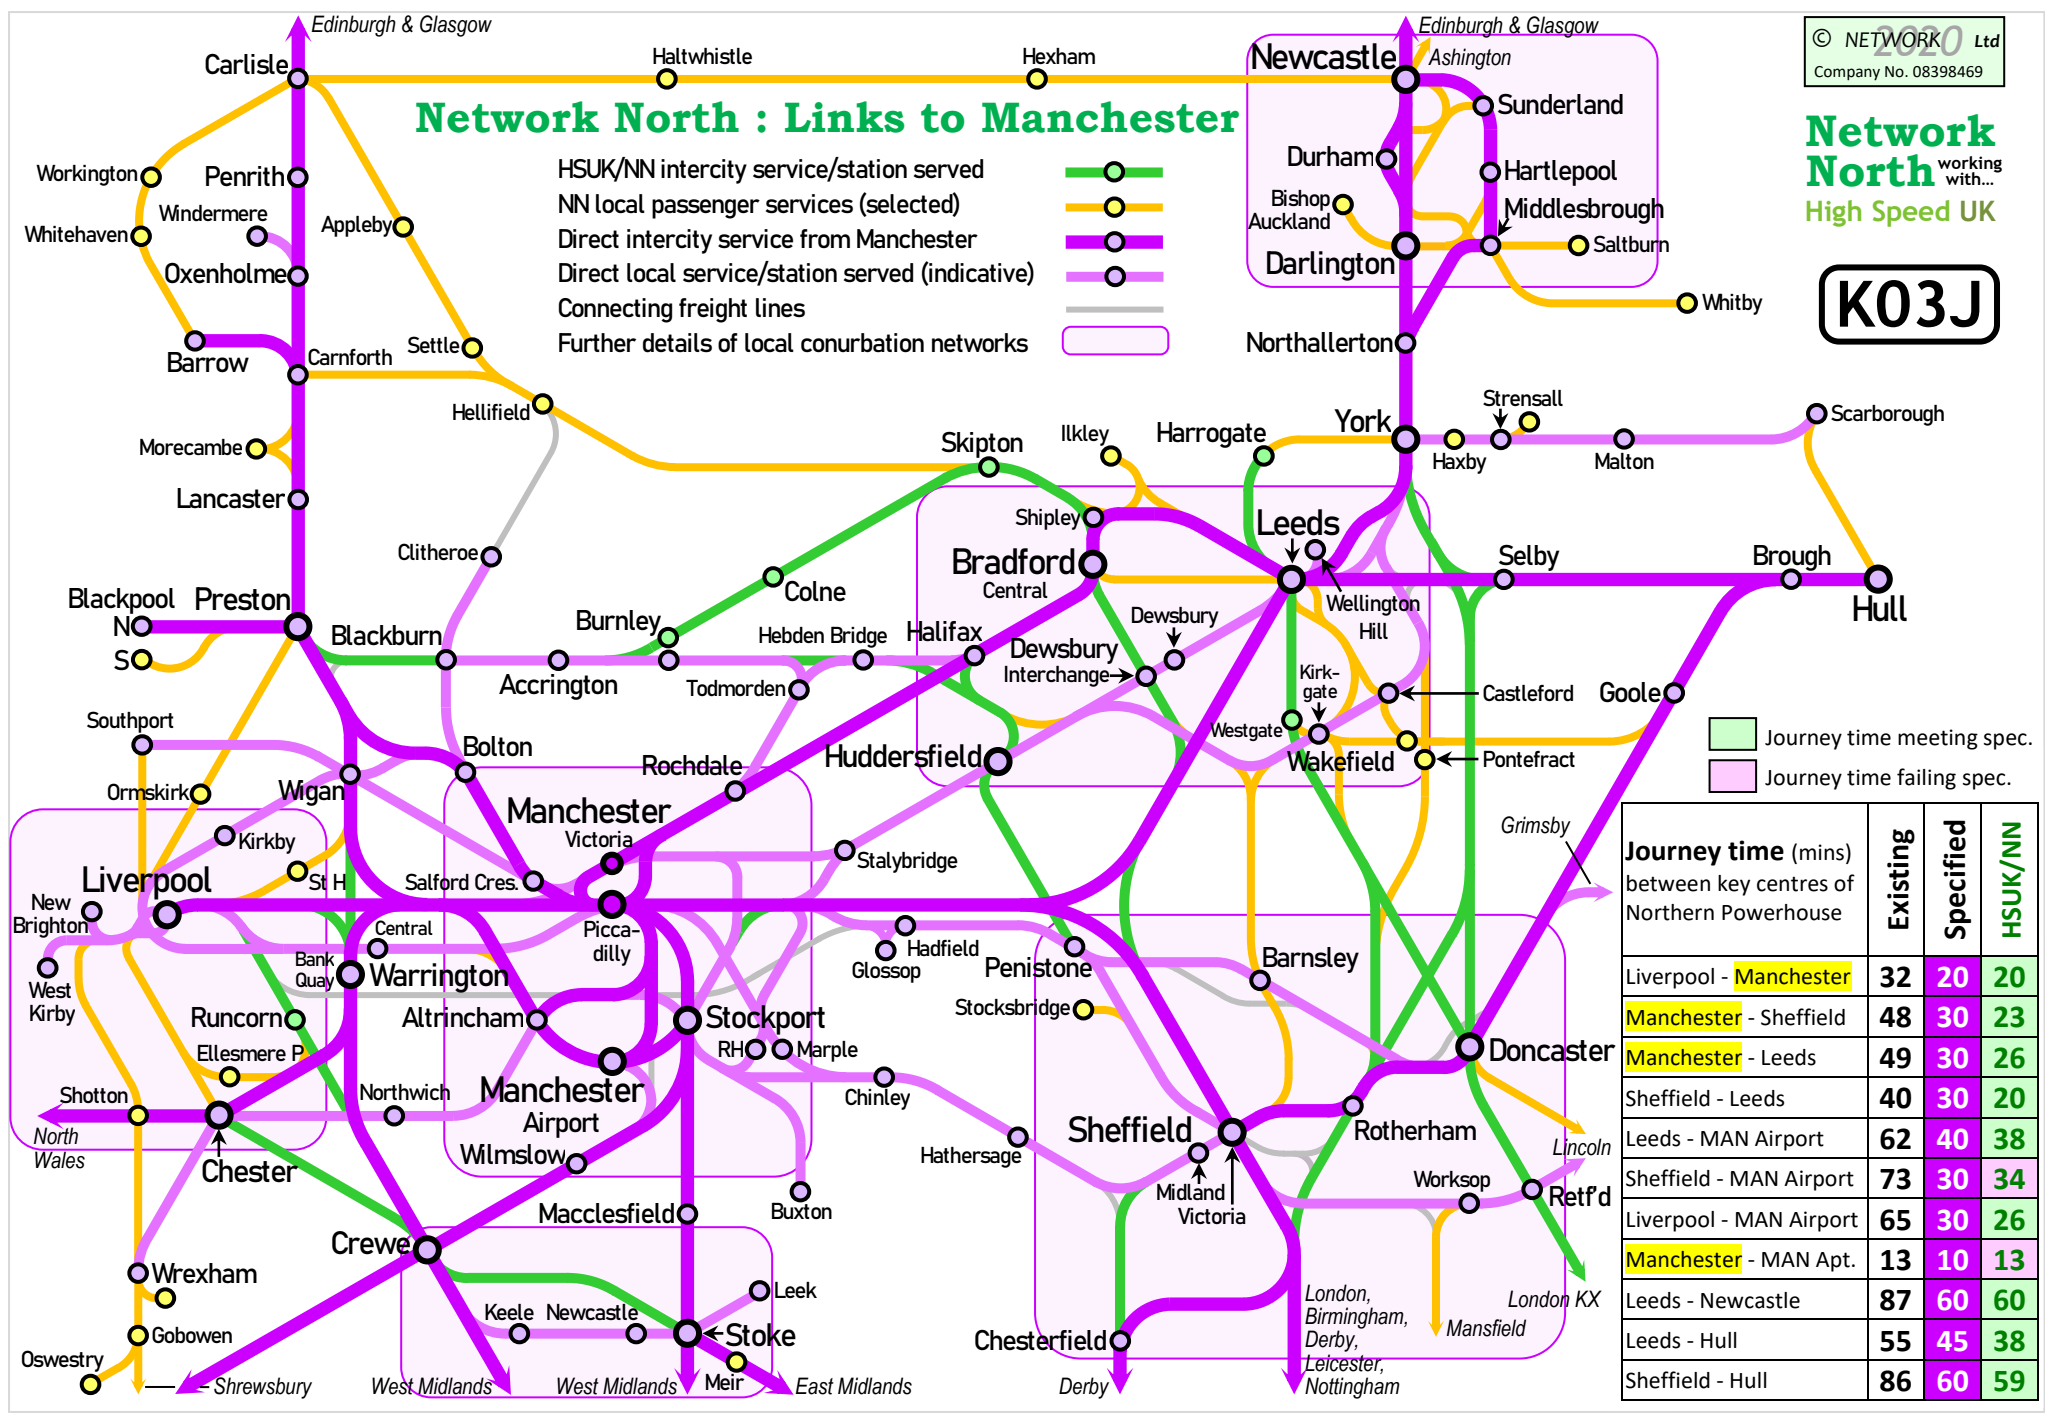 Edinburgh & Glasgow
Edinburgh & Glasgow
© NETWORK 2020 Ltd
Company No. 08398469
Carlisle
Haltwhistle
Hexham
Newcastle
Ashington
Network North : Links to Manchester
Sunderland
Network
North working
with...
High Speed UK
HSUK/NN intercity service/station served
NN local passenger services (selected)
Direct intercity service from Manchester
Direct local service/station served (indicative)
Connecting freight lines
Further details of local conurbation networks
Durham
Hartlepool
Bishop
Auckland
Middlesbrough
Saltburn
Darlington
Whitby
K03J
Workington
Penrith
Windermere
Whitehaven
Appleby
Oxenholme
Barrow
Carnforth
Settle
Northallerton
Hellifield
Strensall
York
Scarborough
Haxby
Malton
Morecambe
Skipton
Ilkley
Harrogate
Lancaster
Shipley
Leeds
Clitheroe
Bradford
Central
Selby
Brough
Hull
Colne
Wellington
Hill
Blackpool
N
S
Preston
Blackburn
Burnley
Hebden Bridge
Halifax
Dewsbury
Dewsbury
Interchange
Accrington
Todmorden
Kirk-
gate
Castleford
Goole
Westgate
Wakefield
Pontefract
Southport
Bolton
Rochdale
Huddersfield
Journey time meeting spec.
Journey time failing spec.
Ormskirk
Wigan
Manchester
Victoria
Kirkby
Stalybridge
Grimsby
St H
Salford Cres.
Liverpool
New
Brighton
Picca-
dilly
Central
Bank
Quay
Warrington
Hadfield
Glossop
Penistone
Barnsley
West
Kirby
Stocksbridge
Runcorn
Altrincham
Stockport
RH
Marple
Doncaster
Ellesmere P
Manchester
Airport
Chinley
Shotton
Northwich
North
Wales
Chester
Wilmslow
Hathersage
Sheffield
Rotherham
Lincoln
Midland
Victoria
Worksop
Retf'd
Buxton
Macclesfield
Crewe
Wrexham
Leek
Keele
Newcastle
London KX
London,
Birmingham,
Derby,
Leicester,
Nottingham
Mansfield
Gobowen
Stoke
Chesterfield
Oswestry
Meir
Shrewsbury
West Midlands
West Midlands
East Midlands
Derby
Journey time (mins)
between key centres of
Northern Powerhouse
Existing
Specified
HSUK/NN
Liverpool - Manchester 32 20 20
Manchester - Sheffield 48 30 23
Manchester - Leeds 49 30 26
Sheffield - Leeds 40 30 20
Leeds - MAN Airport 62 40 38
Sheffield - MAN Airport 73 30 34
Liverpool - MAN Airport 65 30 26
Manchester - MAN Apt. 13 10 13
Leeds - Newcastle 87 60 60
Leeds - Hull 55 45 38
Sheffield - Hull 86 60 59